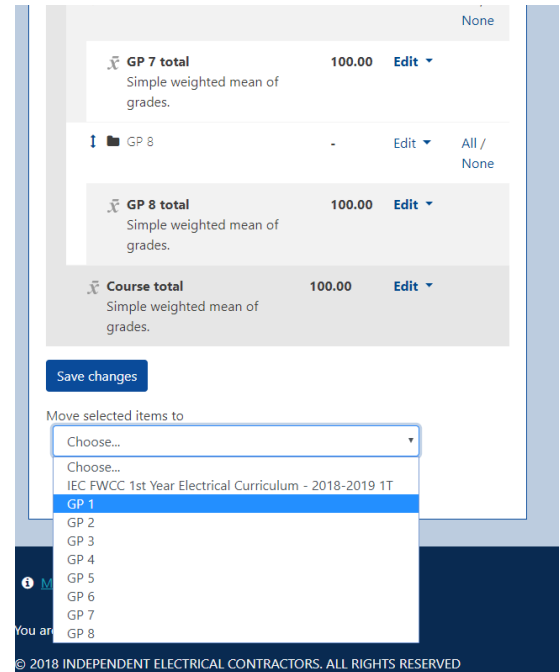 None
x̄ GP 7 total 100.00 Edit
Simple weighted mean of
grades.
GP 8 - Edit All /
None
x̄ GP 8 total 100.00 Edit
Simple weighted mean of
grades.
x̄ Course total 100.00 Edit
Simple weighted mean of
grades.
Save changes
Move selected items to
Choose...
Choose...
IEC FWCC 1st Year Electrical Curriculum - 2018-2019 1T
GP 1
GP 2
GP 3
GP 4
GP 5
GP 6
GP 7
GP 8
You are
© 2018 INDEPENDENT ELECTRICAL CONTRACTORS. ALL RIGHTS RESERVED